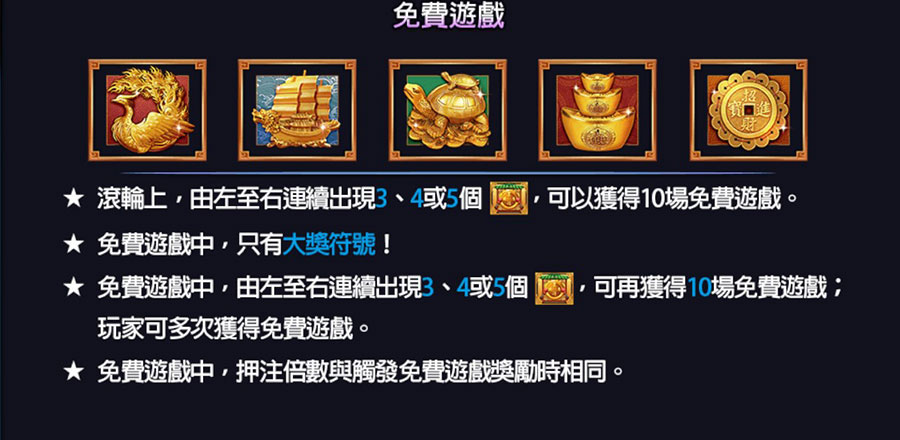 免費遊戲
招
寶進
財
★ 滾輪上，由左至右連續出現3、4或5個，可以獲得10場免費遊戲。
★ 免費遊戲中，只有大獎符號！
★ 免費遊戲中，由左至右連續出現3、4或5個，可再獲得10場免費遊戲；
玩家可多次獲得免費遊戲。
★ 免費遊戲中，押注倍數與觸發免費遊戲獎勵時相同。